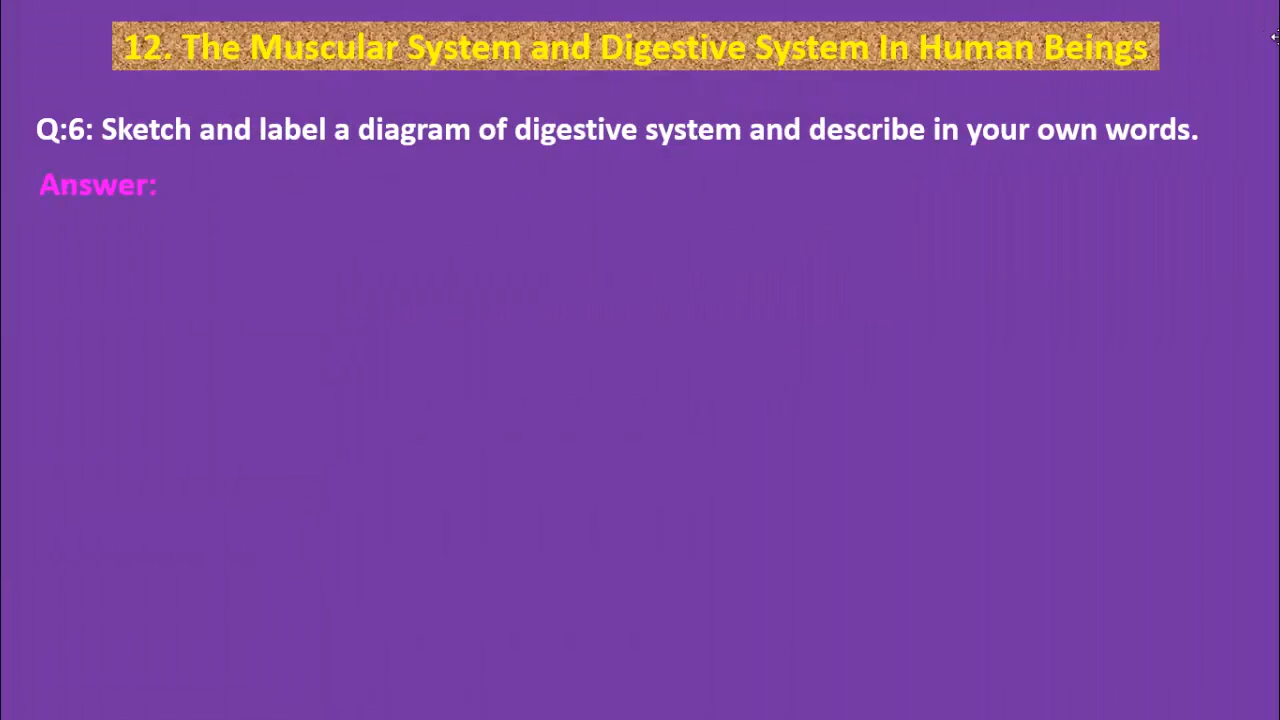 12. The Muscular System and Digestive System In Human Beings
Q:6: Sketch and label a diagram of digestive system and describe in your own words.
Answer: